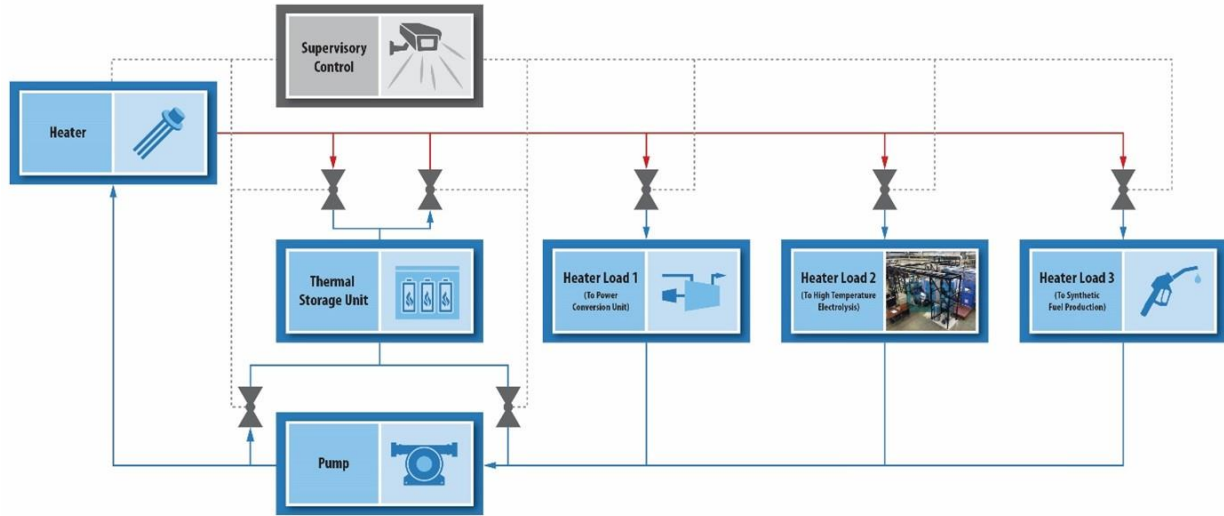 Supervisory
Control
Heater
Thermal
Storage Unit
Heater Load 1
(To Power
Conversion Unit)
Heater Load 2
(To High Temperature
Electrolysis)
Heater Load 3
(To Synthetic
Fuel Production)
Pump